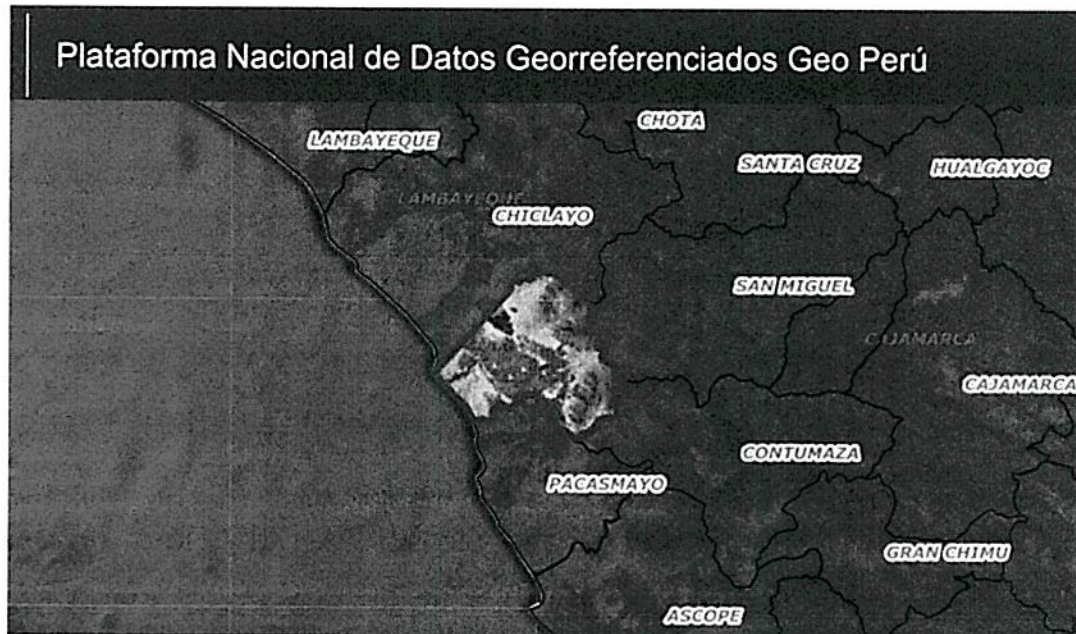 Plataforma Nacional de Datos Georreferenciados Geo Perú
CHOTA
LAMBAYEQUE
SANTA CRUZ
HUALGAYOC
LAMBAYEQUE
CHICLAYO
SAN MIGUEL
CAJAMARCA
CAJAMARCA
CONTUMAZA
PACASMAYO
GRAN CHIMU
ASCOPE